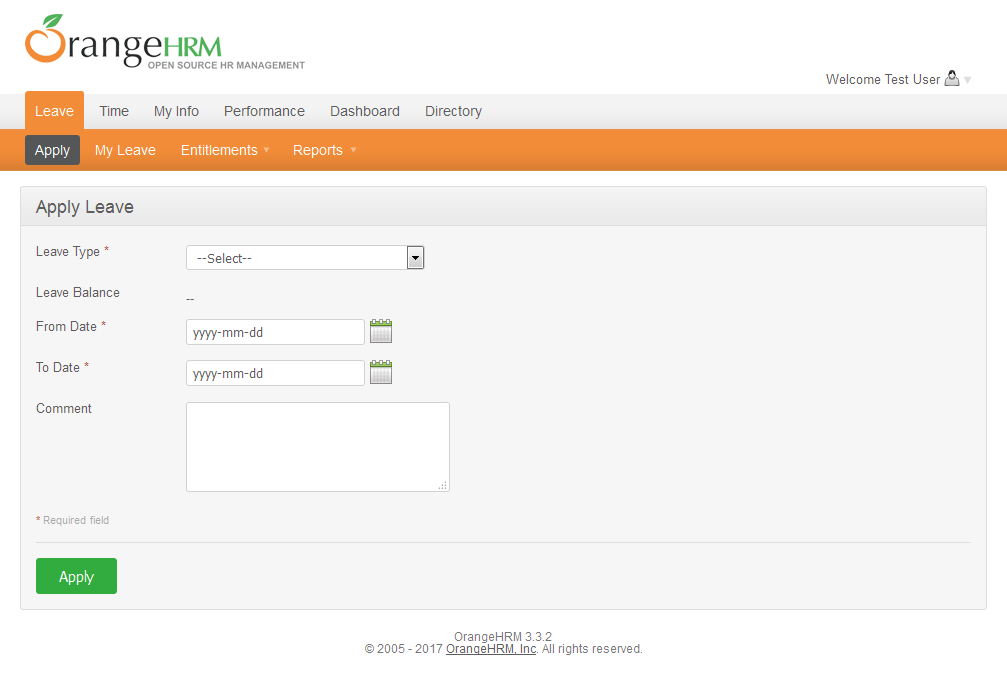 OrangeHRM
OPEN SOURCE HR MANAGEMENT
Welcome Test User
Leave Time My Info Performance Dashboard Directory
Apply My Leave Entitlements Reports
Apply Leave
Leave Type * --Select--
Leave Balance --
From Date * yyyy-mm-dd
To Date * yyyy-mm-dd
Comment
* Required field
Apply
OrangeHRM 3.3.2
© 2005 - 2017 OrangeHRM, Inc. All rights reserved.